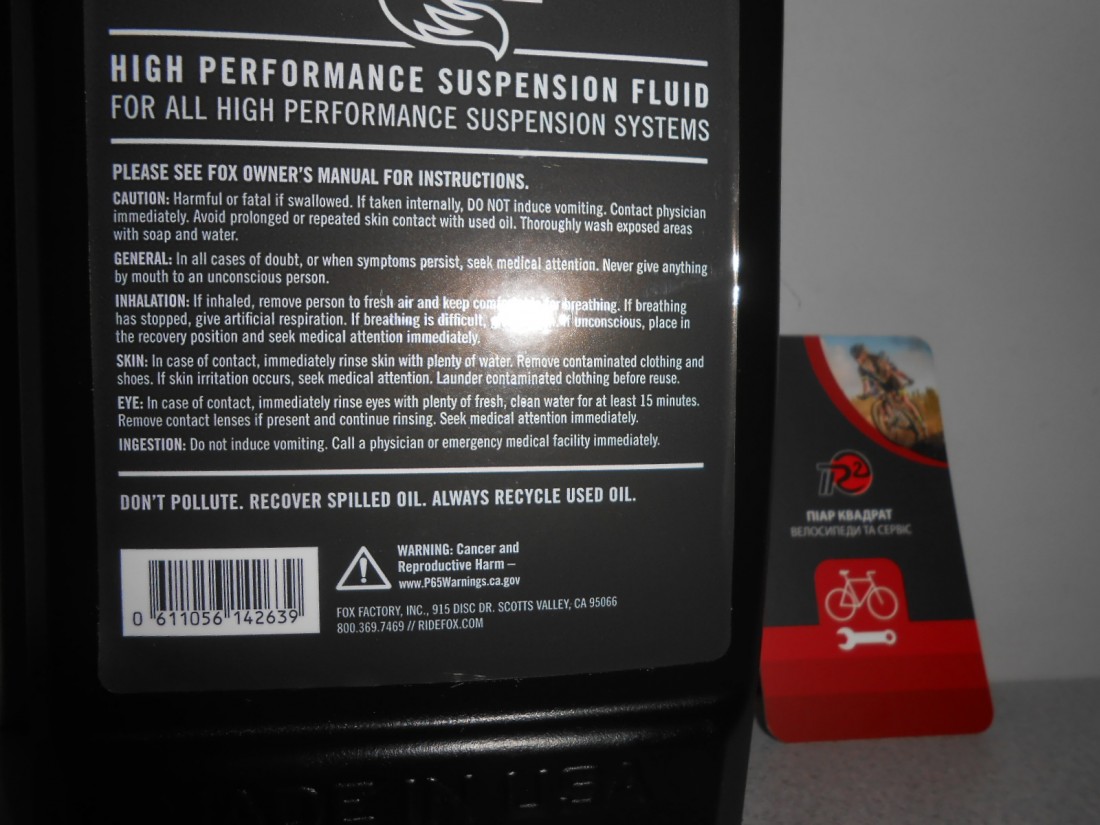 HIGH PERFORMANCE SUSPENSION FLUID
FOR ALL HIGH PERFORMANCE SUSPENSION SYSTEMS
PLEASE SEE FOX OWNER'S MANUAL FOR INSTRUCTIONS.
CAUTION: Harmful or fatal if swallowed. If taken internally, DO NOT induce vomiting. Contact physician
immediately. Avoid prolonged or repeated skin contact with used oil. Thoroughly wash exposed areas
with soap and water.
GENERAL: In all cases of doubt, or when symptoms persist, seek medical attention. Never give anything
by mouth to an unconscious person.
INHALATION: If inhaled, remove person to fresh air and keep breathing. If breathing
has stopped, give artificial respiration. If breathing is difficult, unconscious, place in
the recovery position and seek medical attention immediately.
SKIN: In case of contact, immediately rinse skin with plenty of water. Remove contaminated clothing and
shoes. If skin irritation occurs, seek medical attention. Launder contaminated clothing before reuse.
EYE: In case of contact, immediately rinse eyes with plenty of fresh, clean water for at least 15 minutes.
Remove contact lenses if present and continue rinsing. Seek medical attention immediately.
INGESTION: Do not induce vomiting. Call a physician or emergency medical facility immediately.
DON'T POLLUTE. RECOVER SPILLED OIL. ALWAYS RECYCLE USED OIL.
0 611056 142639
WARNING: Cancer and
Reproductive Harm –
www.P65Warnings.ca.gov
FOX FACTORY, INC., 915 DISC DR. SCOTTS VALLEY, CA 95066
800.369.7469 // RIDEFOX.COM
MADE IN USA
ПІАР КВАДРАТ
ВЕЛОСИПЕДИ ТА СЕРВІС